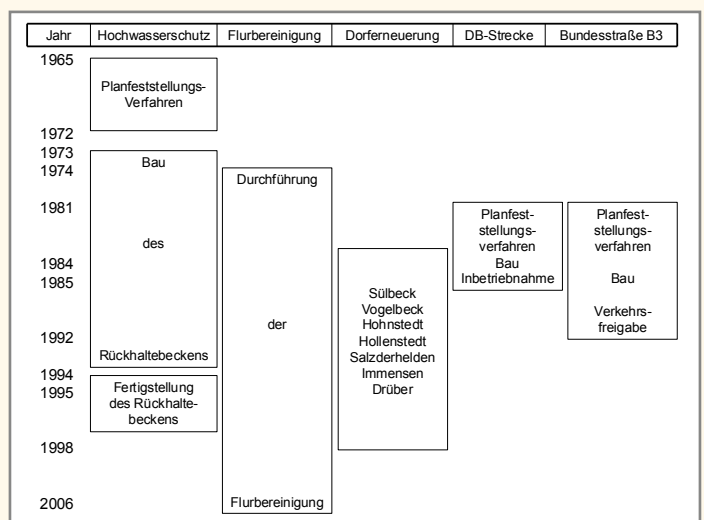 Jahr Hochwasserschutz Flurbereinigung Dorferneuerung DB-Strecke Bundesstraße B3
1965
Planfeststellungs-
Verfahren
1972
1973
Bau
1974
Durchführung
1981
Planfest-
stellungs-
verfahren
Bau
Inbetriebnahme
Planfest-
stellungs-
verfahren
Bau
Verkehrs-
freigabe
des
1984
1985
Sülbeck
Vogelbeck
Hohnstedt
Hollenstedt
Salzderhelden
Immensen
Drüber
der
1992
Rückhaltebeckens
1994
1995
Fertigstellung
des Rückhalte-
beckens
1998
2006
Flurbereinigung